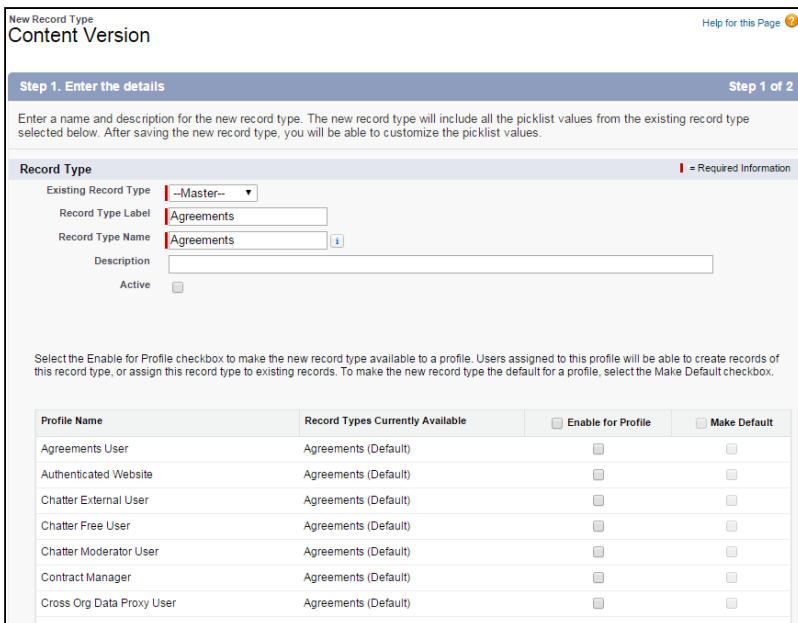 New Record Type
Content Version
Help for this Page ?
Step 1. Enter the details Step 1 of 2
Enter a name and description for the new record type. The new record type will include all the picklist values from the existing record type
selected below. After saving the new record type, you will be able to customize the picklist values.
Record Type = Required Information
Existing Record Type --Master--
Record Type Label Agreements
Record Type Name Agreements i
Description
Active
Select the Enable for Profile checkbox to make the new record type available to a profile. Users assigned to this profile will be able to create records of
this record type, or assign this record type to existing records. To make the new record type the default for a profile, select the Make Default checkbox.
Profile Name Record Types Currently Available Enable for Profile Make Default
Agreements User Agreements (Default)
Authenticated Website Agreements (Default)
Chatter External User Agreements (Default)
Chatter Free User Agreements (Default)
Chatter Moderator User Agreements (Default)
Contract Manager Agreements (Default)
Cross Org Data Proxy User Agreements (Default)